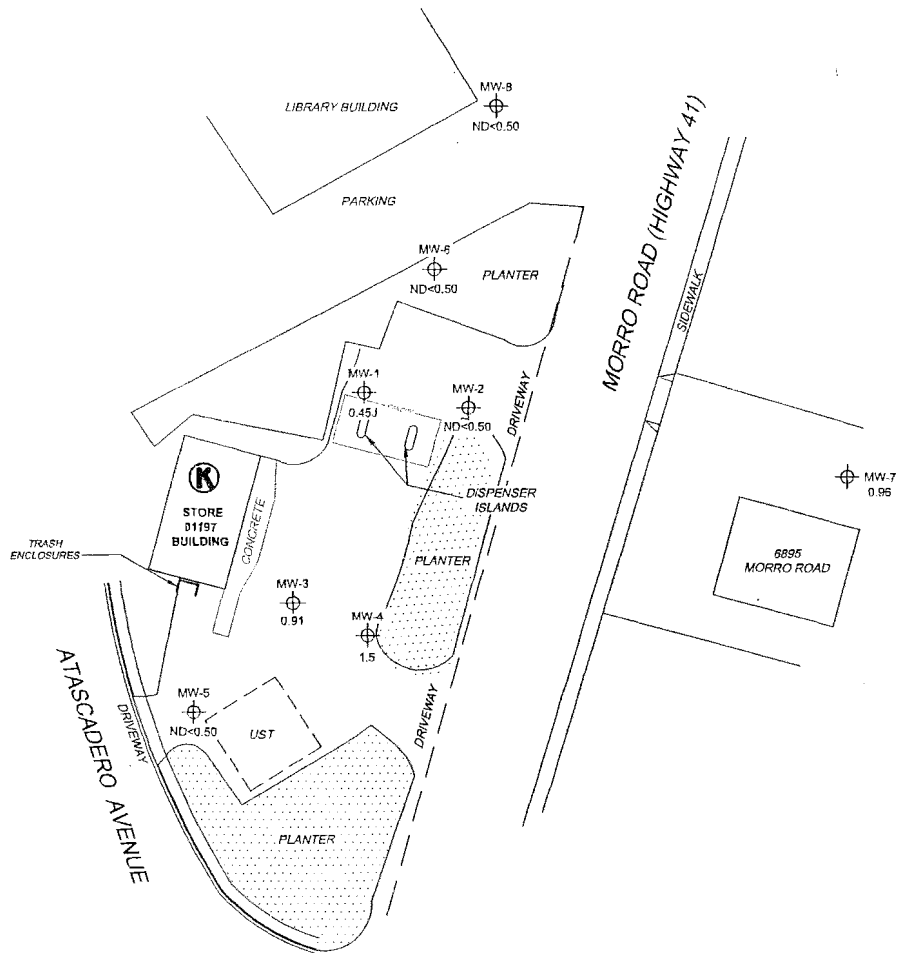 MW-8
LIBRARY BUILDING
ND<0.50
MORRO ROAD (HIGHWAY 41)
PARKING
MW-6
PLANTER
ND<0.50
SIDEWALK
MW-1
MW-2
0.45J
ND<0.50
DRIVEWAY
MW-7
0.96
DISPENSER
ISLANDS
K
STORE
01197
BUILDING
CONCRETE
TRASH
ENCLOSURES
PLANTER
6895
MORRO ROAD
MW-3
0.91
MW-4
1.5
ATASCADERO AVENUE
DRIVEWAY
MW-5
ND<0.50
UST
DRIVEWAY
PLANTER